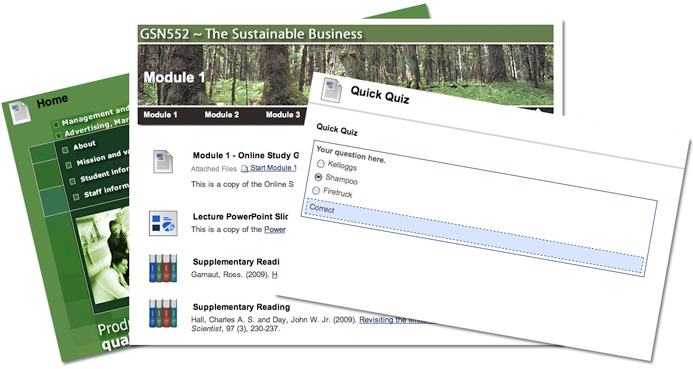 Home
Management and
Advertising, Mar
About
Mission and va
Student infor
Staff inform
Produ
qual
GSN552 ~ The Sustainable Business
Module 1
Module 1 Module 2 Module 3
Module 1 - Online Study G
Attached Files Start Module 1
This is a copy of the Online S
Lecture PowerPoint Slid
This is a copy of the Power
Supplementary Readi
Garnaut, Ross. (2009). H
Supplementary Reading
Hall, Charles A. S. and Day, John W. Jr. (2009). Revisiting the limits
Scientist, 97 (3), 230-237.
Quick Quiz
Quick Quiz
Your question here.
Kelloggs
Shampoo
Firetruck
Correct